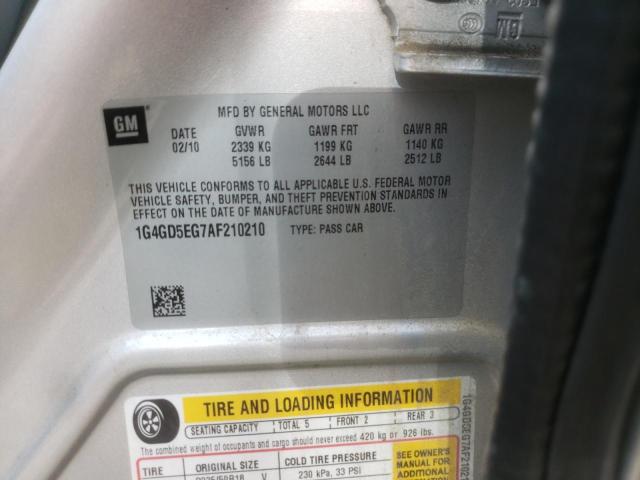 GM
GM
MFD BY GENERAL MOTORS LLC
DATE GVWR GAWR FRT GAWR RR
02/10 2339 KG 1199 KG 1140 KG
5156 LB 2644 LB 2512 LB
THIS VEHICLE CONFORMS TO ALL APPLICABLE U.S. FEDERAL MOTOR
VEHICLE SAFETY, BUMPER, AND THEFT PREVENTION STANDARDS
IN EFFECT ON THE DATE OF MANUFACTURE SHOWN ABOVE.
1G4GD5EG7AF210210 TYPE: PASS CAR
TIRE AND LOADING INFORMATION
SEATING CAPACITY TOTAL 5 FRONT 2 REAR 3
The combined weight of occupants and cargo should never exceed 420 kg or 926 lbs.
TIRE ORIGINAL SIZE COLD TIRE PRESSURE
P235/50R18 V 230 kPa, 33 PSI
SEE OWNER'S
MANUAL FOR
ADDITIONAL
1G4GD5EG7AF2102